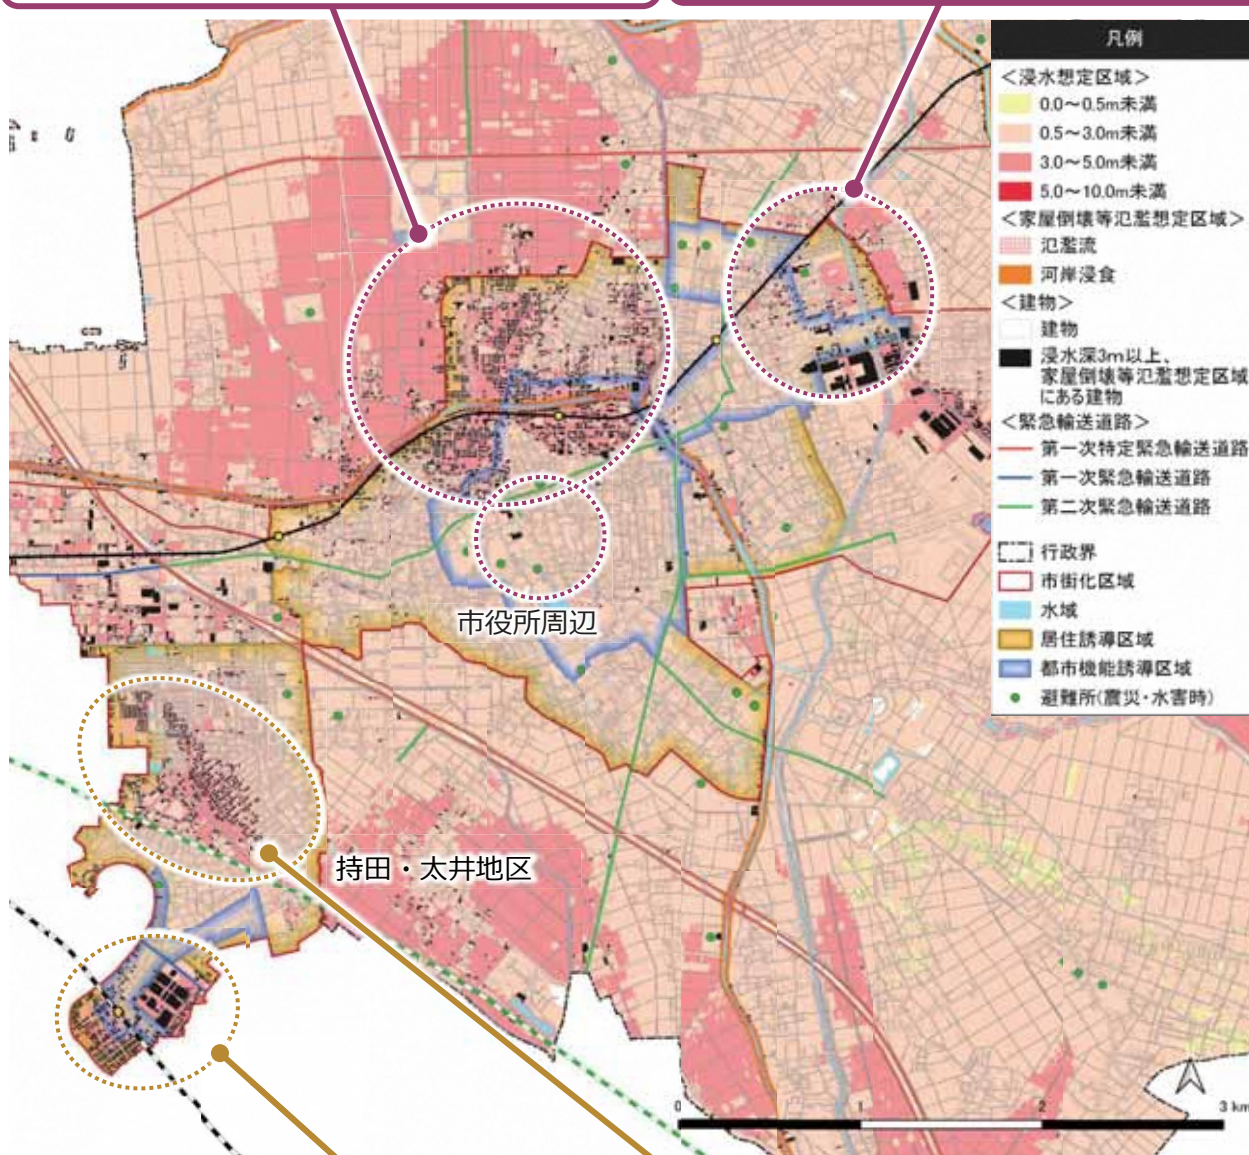 凡例
＜浸水想定区域＞
0.0～0.5m未満
0.5～3.0m未満
3.0～5.0m未満
5.0～10.0m未満
＜家屋倒壊等氾濫想定区域＞
氾濫流
河岸浸食
＜建物＞
建物
浸水深3m以上、
家屋倒壊等氾濫想定区域
にある建物
＜緊急輸送道路＞
第一次特定緊急輸送道路
第一次緊急輸送道路
第二次緊急輸送道路
行政界
市街化区域
水域
居住誘導区域
都市機能誘導区域
避難所(震災・水害時)
市役所周辺
持田・太井地区
0 1 2 3 km